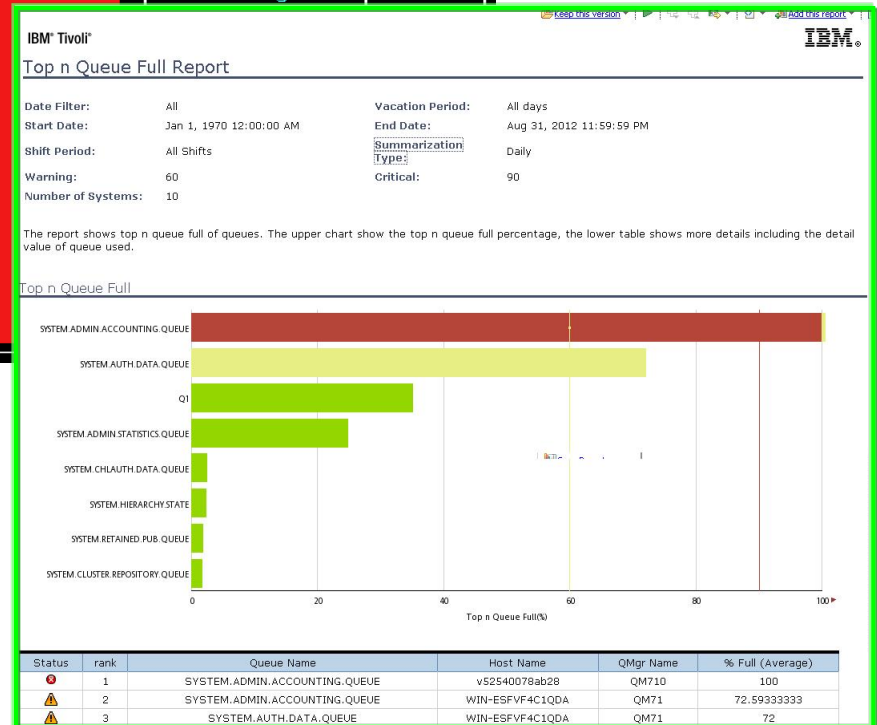 Keep this version
Add this report
IBM® Tivoli®
IBM®
Top n Queue Full Report
Date Filter: All Vacation Period: All days
Start Date: Jan 1, 1970 12:00:00 AM End Date: Aug 31, 2012 11:59:59 PM
Shift Period: All Shifts Summarization Type: Daily
Warning: 60 Critical: 90
Number of Systems: 10
The report shows top n queue full of queues. The upper chart show the top n queue full percentage, the lower table shows more details including the detail
value of queue used.
Top n Queue Full
SYSTEM.ADMIN.ACCOUNTING.QUEUE
SYSTEM.AUTH.DATA.QUEUE
Q1
SYSTEM.ADMIN.STATISTICS.QUEUE
SYSTEM.CHLAUTH.DATA.QUEUE
SYSTEM.HIERARCHY.STATE
SYSTEM.RETAINED.PUB.QUEUE
SYSTEM.CLUSTER.REPOSITORY.QUEUE
0 20 40 60 80 100
Top n Queue Full(%)
Status rank Queue Name Host Name QMgr Name % Full (Average)
1 SYSTEM.ADMIN.ACCOUNTING.QUEUE v52540078ab28 QM710 100
2 SYSTEM.ADMIN.ACCOUNTING.QUEUE WIN-ESFVF4C1QDA QM71 72.59333333
3 SYSTEM.AUTH.DATA.QUEUE WIN-ESFVF4C1QDA QM71 72